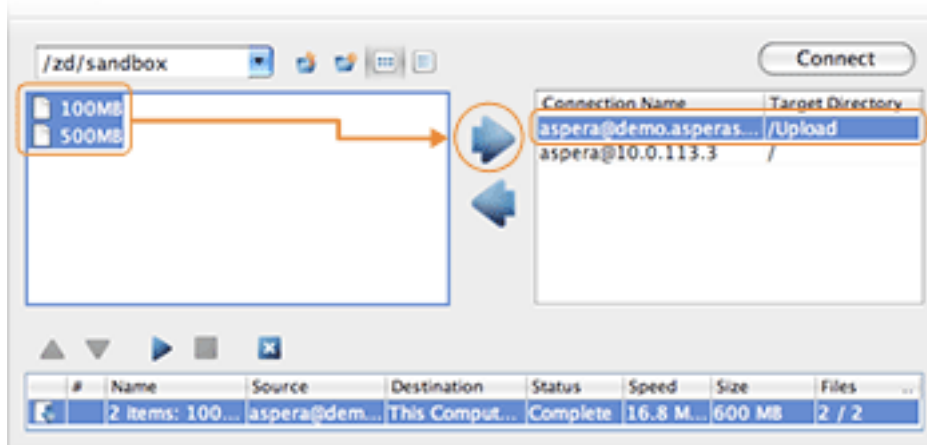 /zd/sandbox
Connect
100MB
500MB
Connection Name Target Directory
aspera@demo.asperas... /Upload
aspera@10.0.113.3 /
# Name Source Destination Status Speed Size Files ..
2 items: 100... aspera@dem... This Comput... Complete 16.8 M... 600 MB 2 / 2